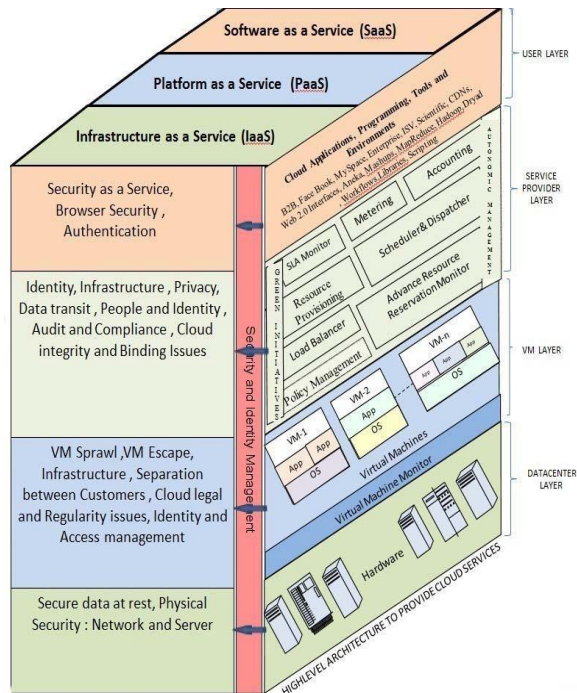 Software as a Service (SaaS)
Platform as a Service (PaaS)
Infrastructure as a Service (IaaS)
USER LAYER
SERVICE
PROVIDER
LAYER
VM LAYER
DATACENTER
LAYER
Security as a Service,
Browser Security ,
Authentication
Identity, Infrastructure , Privacy,
Data transit , People and Identity ,
Audit and Compliance , Cloud
integrity and Binding Issues
VM Sprawl ,VM Escape,
Infrastructure , Separation
between Customers , Cloud legal
and Regularity issues, Identity and
Access management
Secure data at rest, Physical
Security : Network and Server
Security and Identity Management
Cloud Applications, Programming, Tools and
Environments
B2B, Face Book, My Space, Enterprise, ISV, Scientific, CDNs,
Web 2.0 Interfaces, Aneka, Mashups, MapReduce, Hadoop, Dryad
, Workflows, Libraries, Scripting
GREEN INITIATIVES
AUTONOMIC MANAGEMENT
SLA Monitor
Metering
Accounting
Resource
Provisioning
Scheduler& Dispatcher
Load Balancer
Advance Resource
Reservation Monitor
Policy Management
VM-1
App
App
OS
VM-2
App
OS
VM-n
App
App
App
OS
Virtual Machines
Virtual Machine Monitor
Hardware
HIGHLEVEL ARCHITECTURE TO PROVIDE CLOUD SERVICES